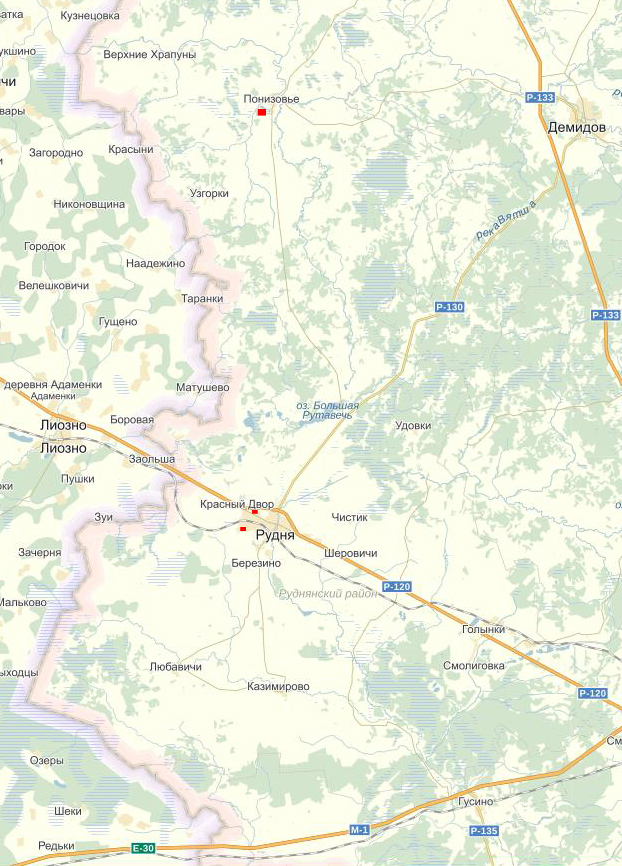 Кузнецовка
Верхние Храпуны
Понизовье
Р-133
Демидов
Загородно
Красыни
Узгорки
Никоновщина
река Вятша
Городок
Наадежино
Велешковичи
Таранки
Р-130
Р-133
Гущено
деревня Адаменки
Адаменки
Матушево
оз. Большая
Рутавечь
Лиозно
Боровая
Удовки
Лиозно
Заольша
Пушки
Красный Двор
Зуи
Чистик
Рудня
Зачерня
Шеровичи
Березино
Р-120
Руднянский район
Мальково
Голынки
Любавичи
Смолиговка
Казимирово
Р-120
Озеры
Гусино
Шеки
М-1
Р-135
Редьки
Е-30